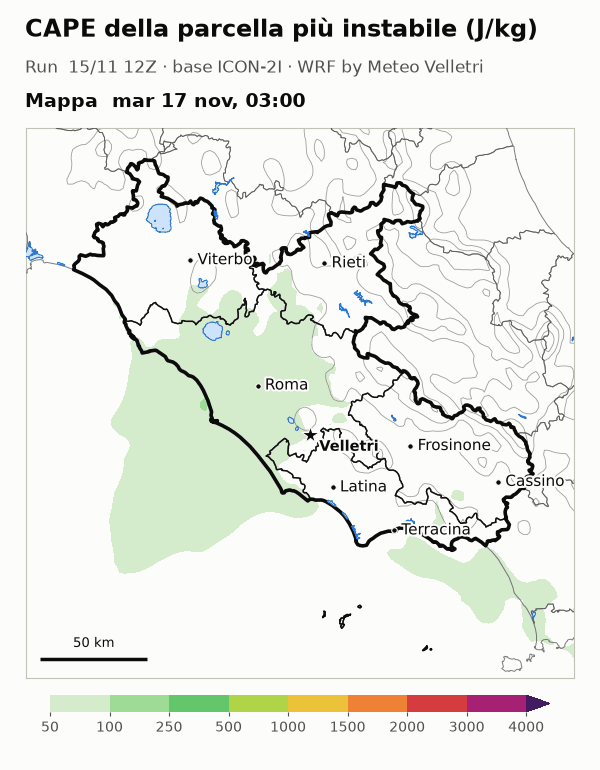 CAPE della parcella più instabile (J/kg)
Run  15/11 12Z · base ICON-2I · WRF by Meteo Velletri
Mappa  mar 17 nov, 03:00
Viterbo
Rieti
Roma
Velletri
Frosinone
Cassino
Latina
Terracina
50 km
50 100 250 500 1000 1500 2000 3000 4000